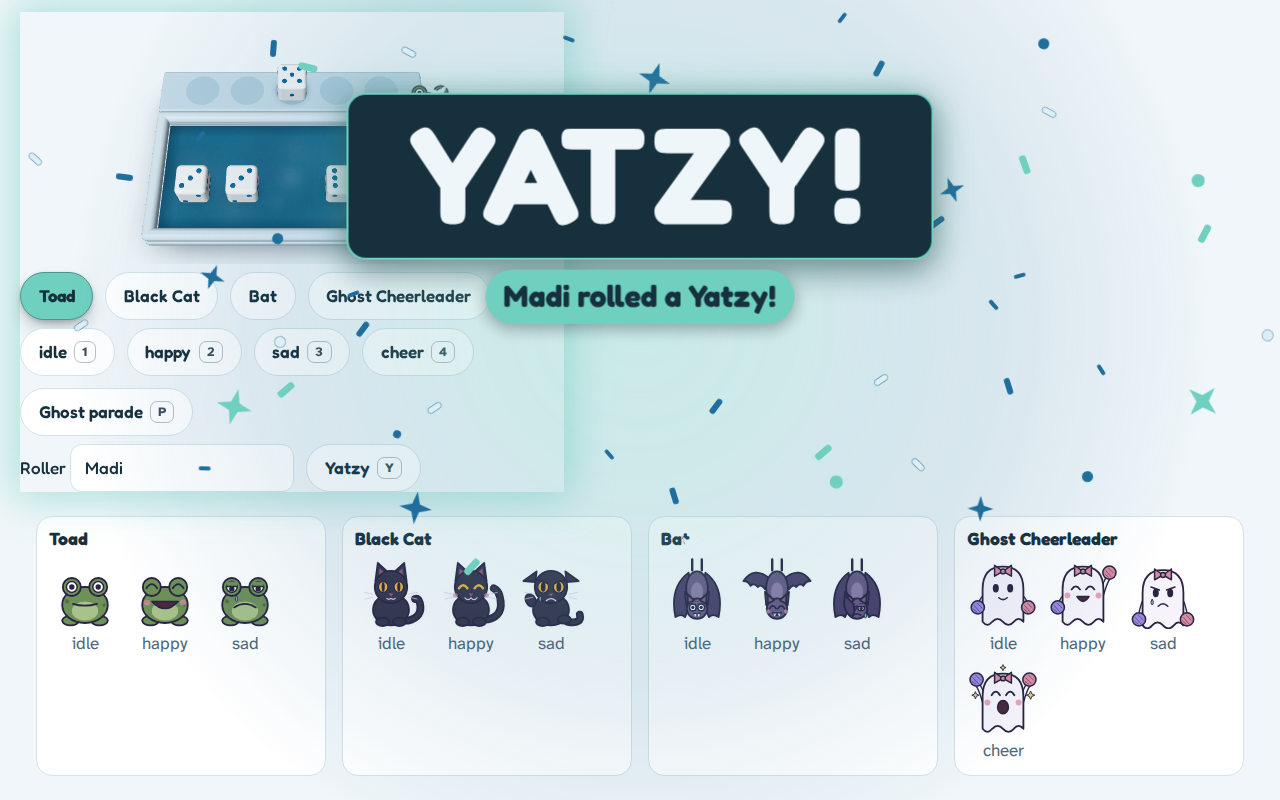 YATZY!
Madi rolled a Yatzy!
Toad Black Cat Bat Ghost Cheerleader
idle 1 happy 2 sad 3 cheer 4
Ghost parade P
Roller Madi Yatzy Y
Toad
idle happy sad
Black Cat
idle happy sad
Bat
idle happy sad
Ghost Cheerleader
idle happy sad
cheer